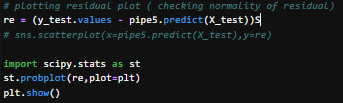 # plotting residual plot ( checking normality of residual)
re = (y_test.values - pipe5.predict(X_test))S
# sns.scatterplot(x=pipe5.predict(X_test),y=re)
import scipy.stats as st
st.probplot(re,plot=plt)
plt.show()